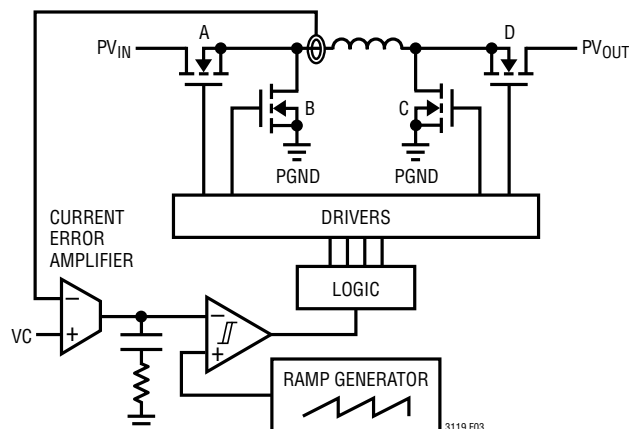 A
D
PV_IN
PV_OUT
B
C
PGND
PGND
DRIVERS
CURRENT
ERROR
AMPLIFIER
LOGIC
−
VC
+
−
+
RAMP GENERATOR
3119 F03